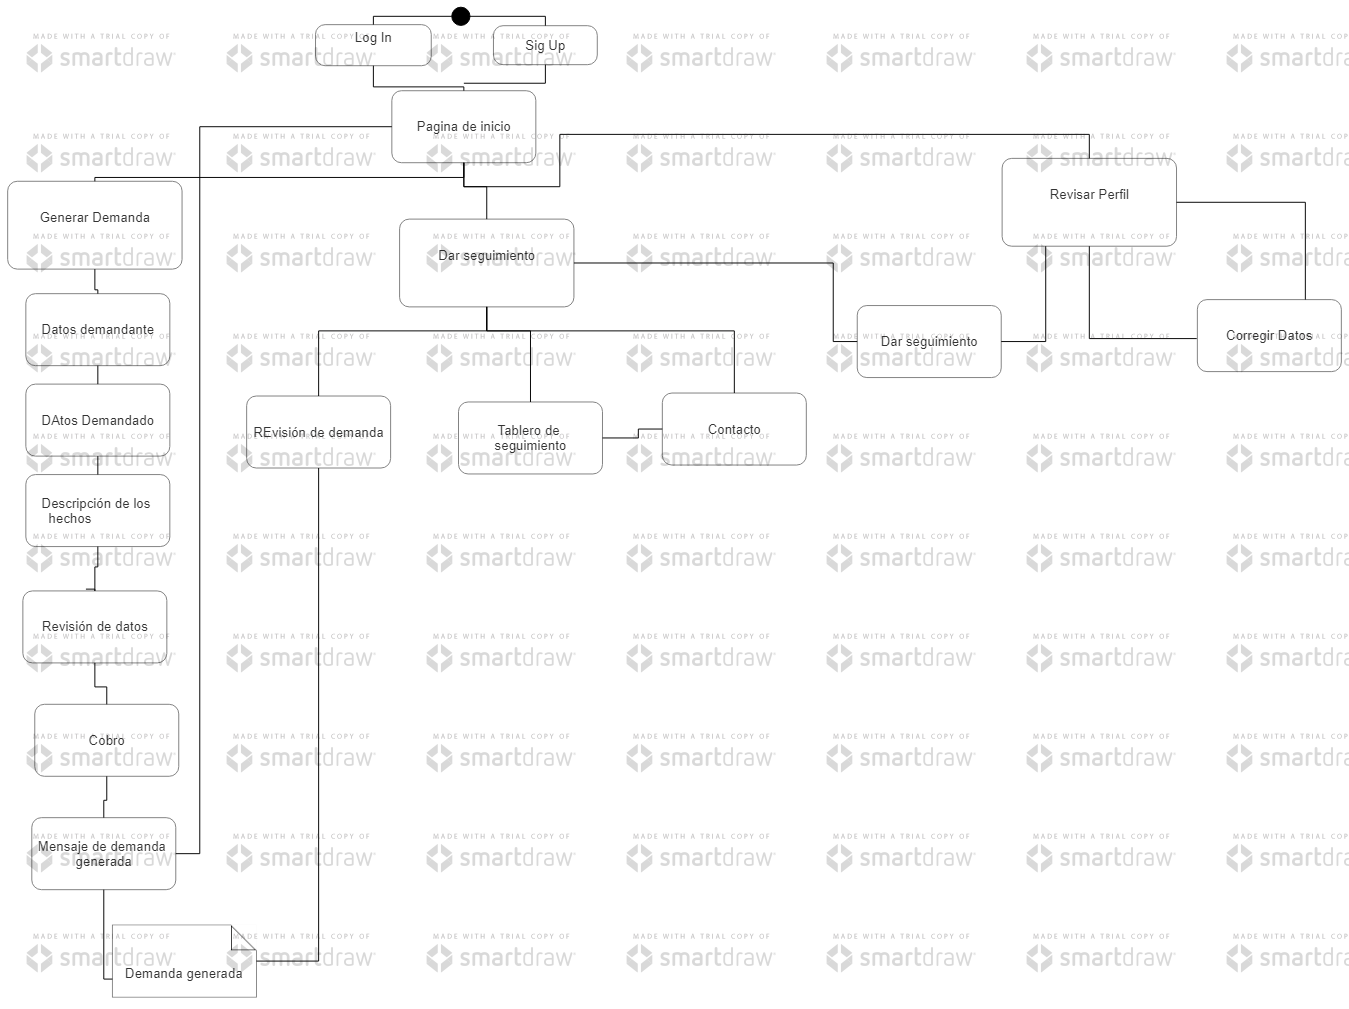 Log In
Sig Up
Pagina de inicio
Generar Demanda
Dar seguimiento
Revisar Perfil
Datos demandante
Dar seguimiento
Corregir Datos
DAtos Demandado
REvisión de demanda
Tablero de
seguimiento
Contacto
Descripción de los
hechos
Revisión de datos
Cobro
Mensaje de demanda
generada
Demanda generada
MADE WITH A TRIAL COPY OF
smartdraw